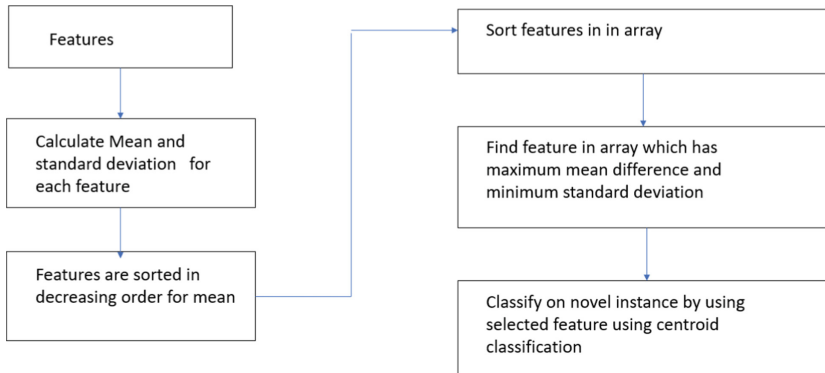 Features
Calculate Mean and
standard deviation for
each feature
Features are sorted in
decreasing order for mean
Sort features in in array
Find feature in array which has
maximum mean difference and
minimum standard deviation
Classify on novel instance by using
selected feature using centroid
classification